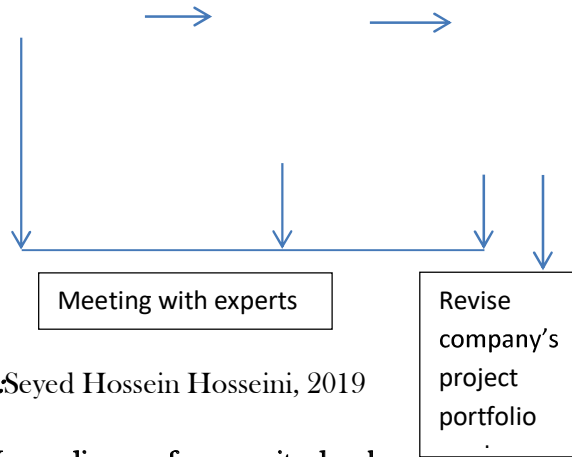 Meeting with experts
Revise
company's
project
portfolio
:Seyed Hossein Hosseini, 2019